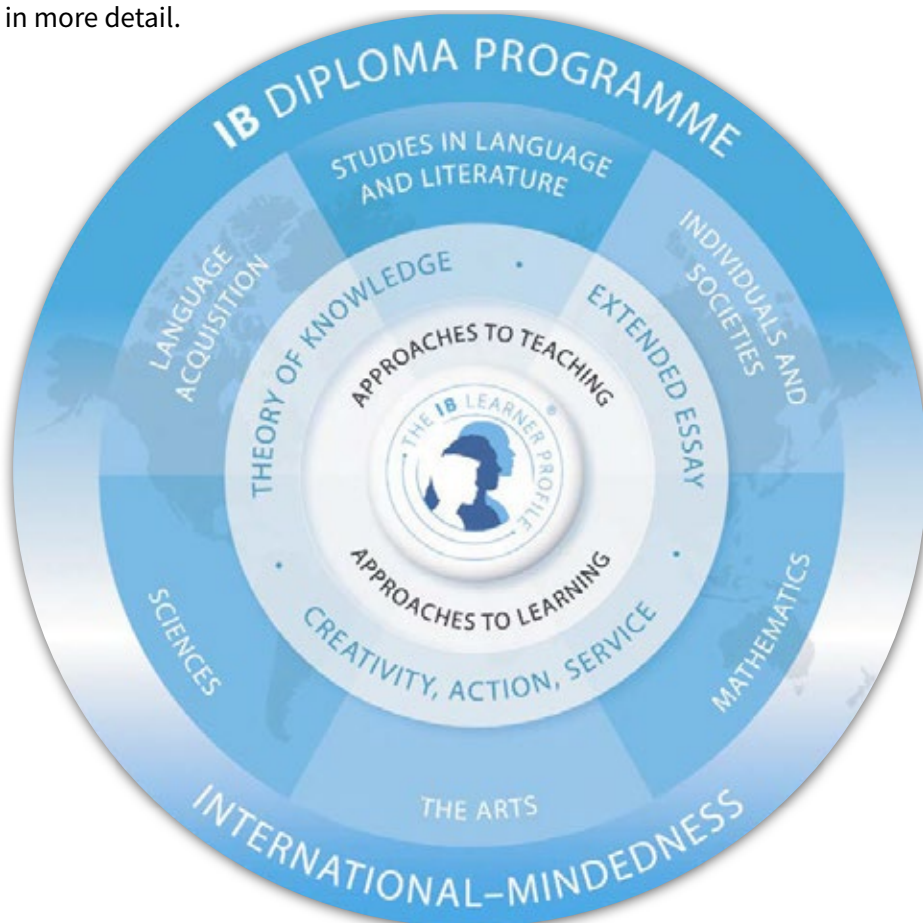 in more detail.
IB DIPLOMA PROGRAMME
STUDIES IN LANGUAGE
AND LITERATURE
LANGUAGE
ACQUISITION
INDIVIDUALS AND
SOCIETIES
THEORY OF KNOWLEDGE
•
EXTENDED ESSAY
•
APPROACHES TO TEACHING
THE IB LEARNER PROFILE ®
APPROACHES TO LEARNING
•
CREATIVITY, ACTION, SERVICE
SCIENCES
MATHEMATICS
THE ARTS
INTERNATIONAL–MINDEDNESS